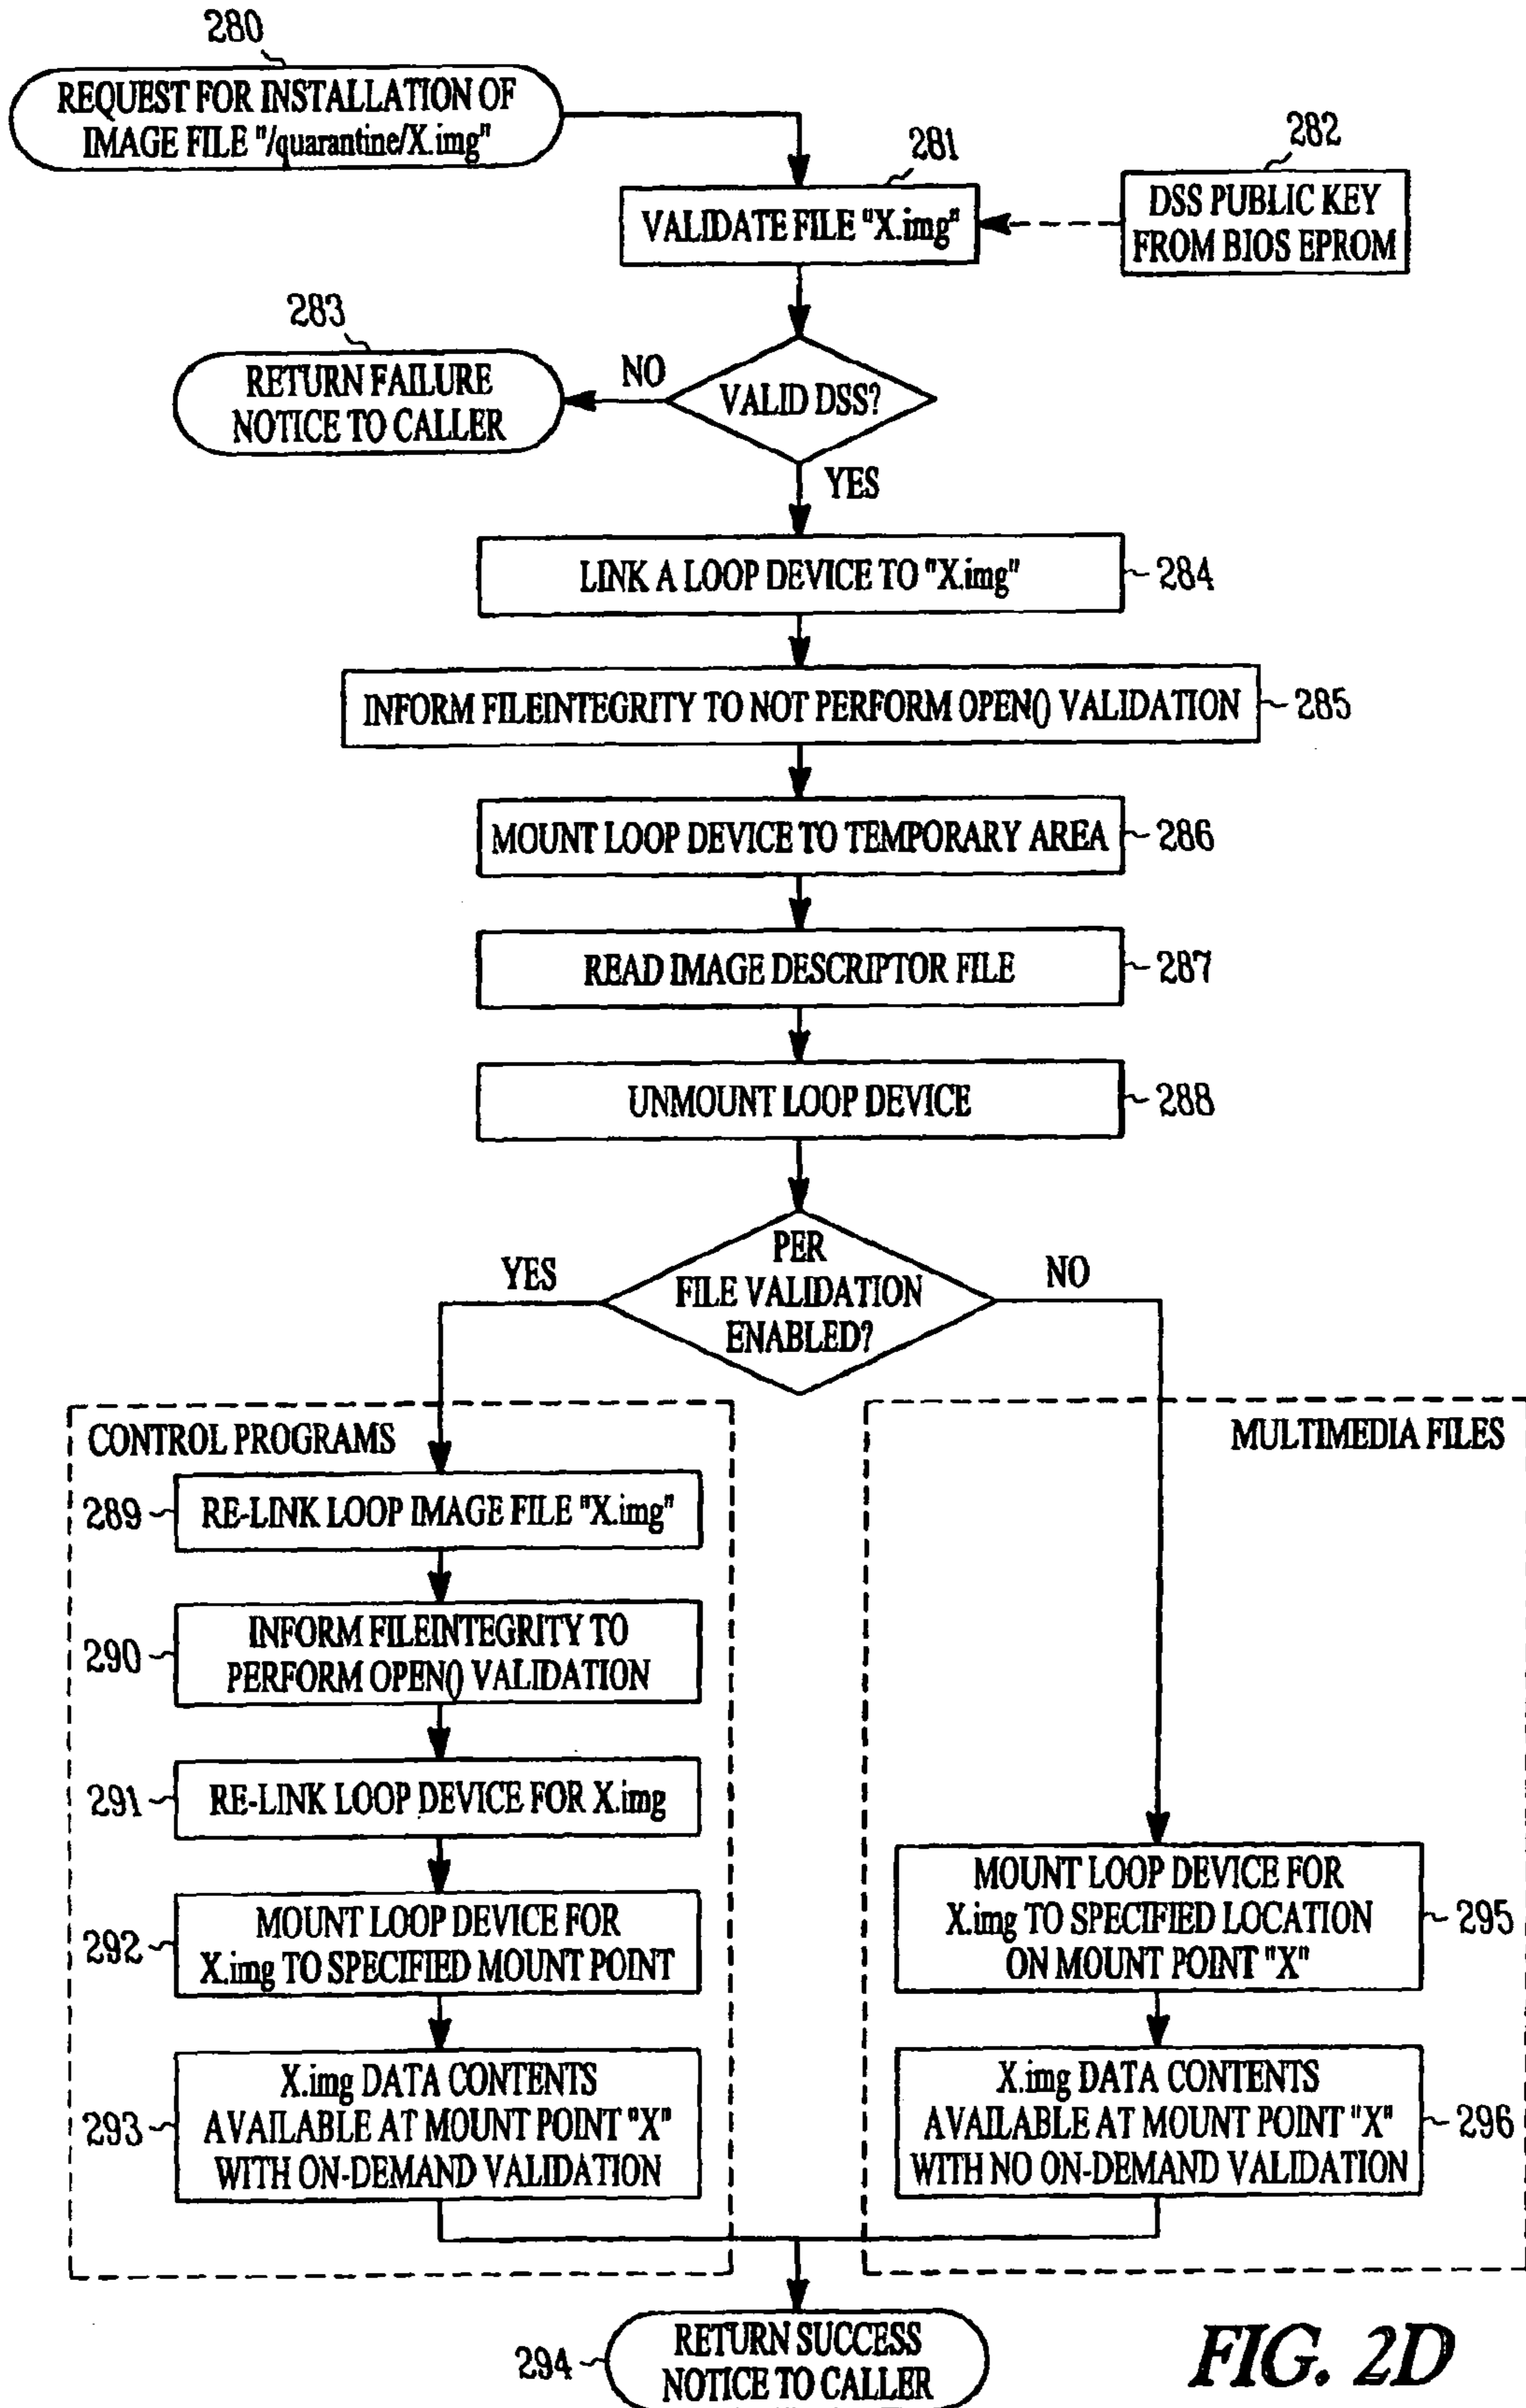 280
REQUEST FOR INSTALLATION OF
IMAGE FILE "/quarantine/X.img"
281
VALIDATE FILE "X.img"
282
DSS PUBLIC KEY
FROM BIOS EPROM
283
RETURN FAILURE
NOTICE TO CALLER
NO
VALID DSS?
YES
LINK A LOOP DEVICE TO "X.img"
284
INFORM FILEINTEGRITY TO NOT PERFORM OPEN() VALIDATION
285
MOUNT LOOP DEVICE TO TEMPORARY AREA
286
READ IMAGE DESCRIPTOR FILE
287
UNMOUNT LOOP DEVICE
288
PER
FILE VALIDATION
ENABLED?
YES
NO
CONTROL PROGRAMS
289
RE-LINK LOOP IMAGE FILE "X.img"
290
INFORM FILEINTEGRITY TO
PERFORM OPEN() VALIDATION
291
RE-LINK LOOP DEVICE FOR X.img
292
MOUNT LOOP DEVICE FOR
X.img TO SPECIFIED MOUNT POINT
293
X.img DATA CONTENTS
AVAILABLE AT MOUNT POINT "X"
WITH ON-DEMAND VALIDATION
MULTIMEDIA FILES
MOUNT LOOP DEVICE FOR
X.img TO SPECIFIED LOCATION
ON MOUNT POINT "X"
295
X.img DATA CONTENTS
AVAILABLE AT MOUNT POINT "X"
WITH NO ON-DEMAND VALIDATION
296
294
RETURN SUCCESS
NOTICE TO CALLER
FIG. 2D